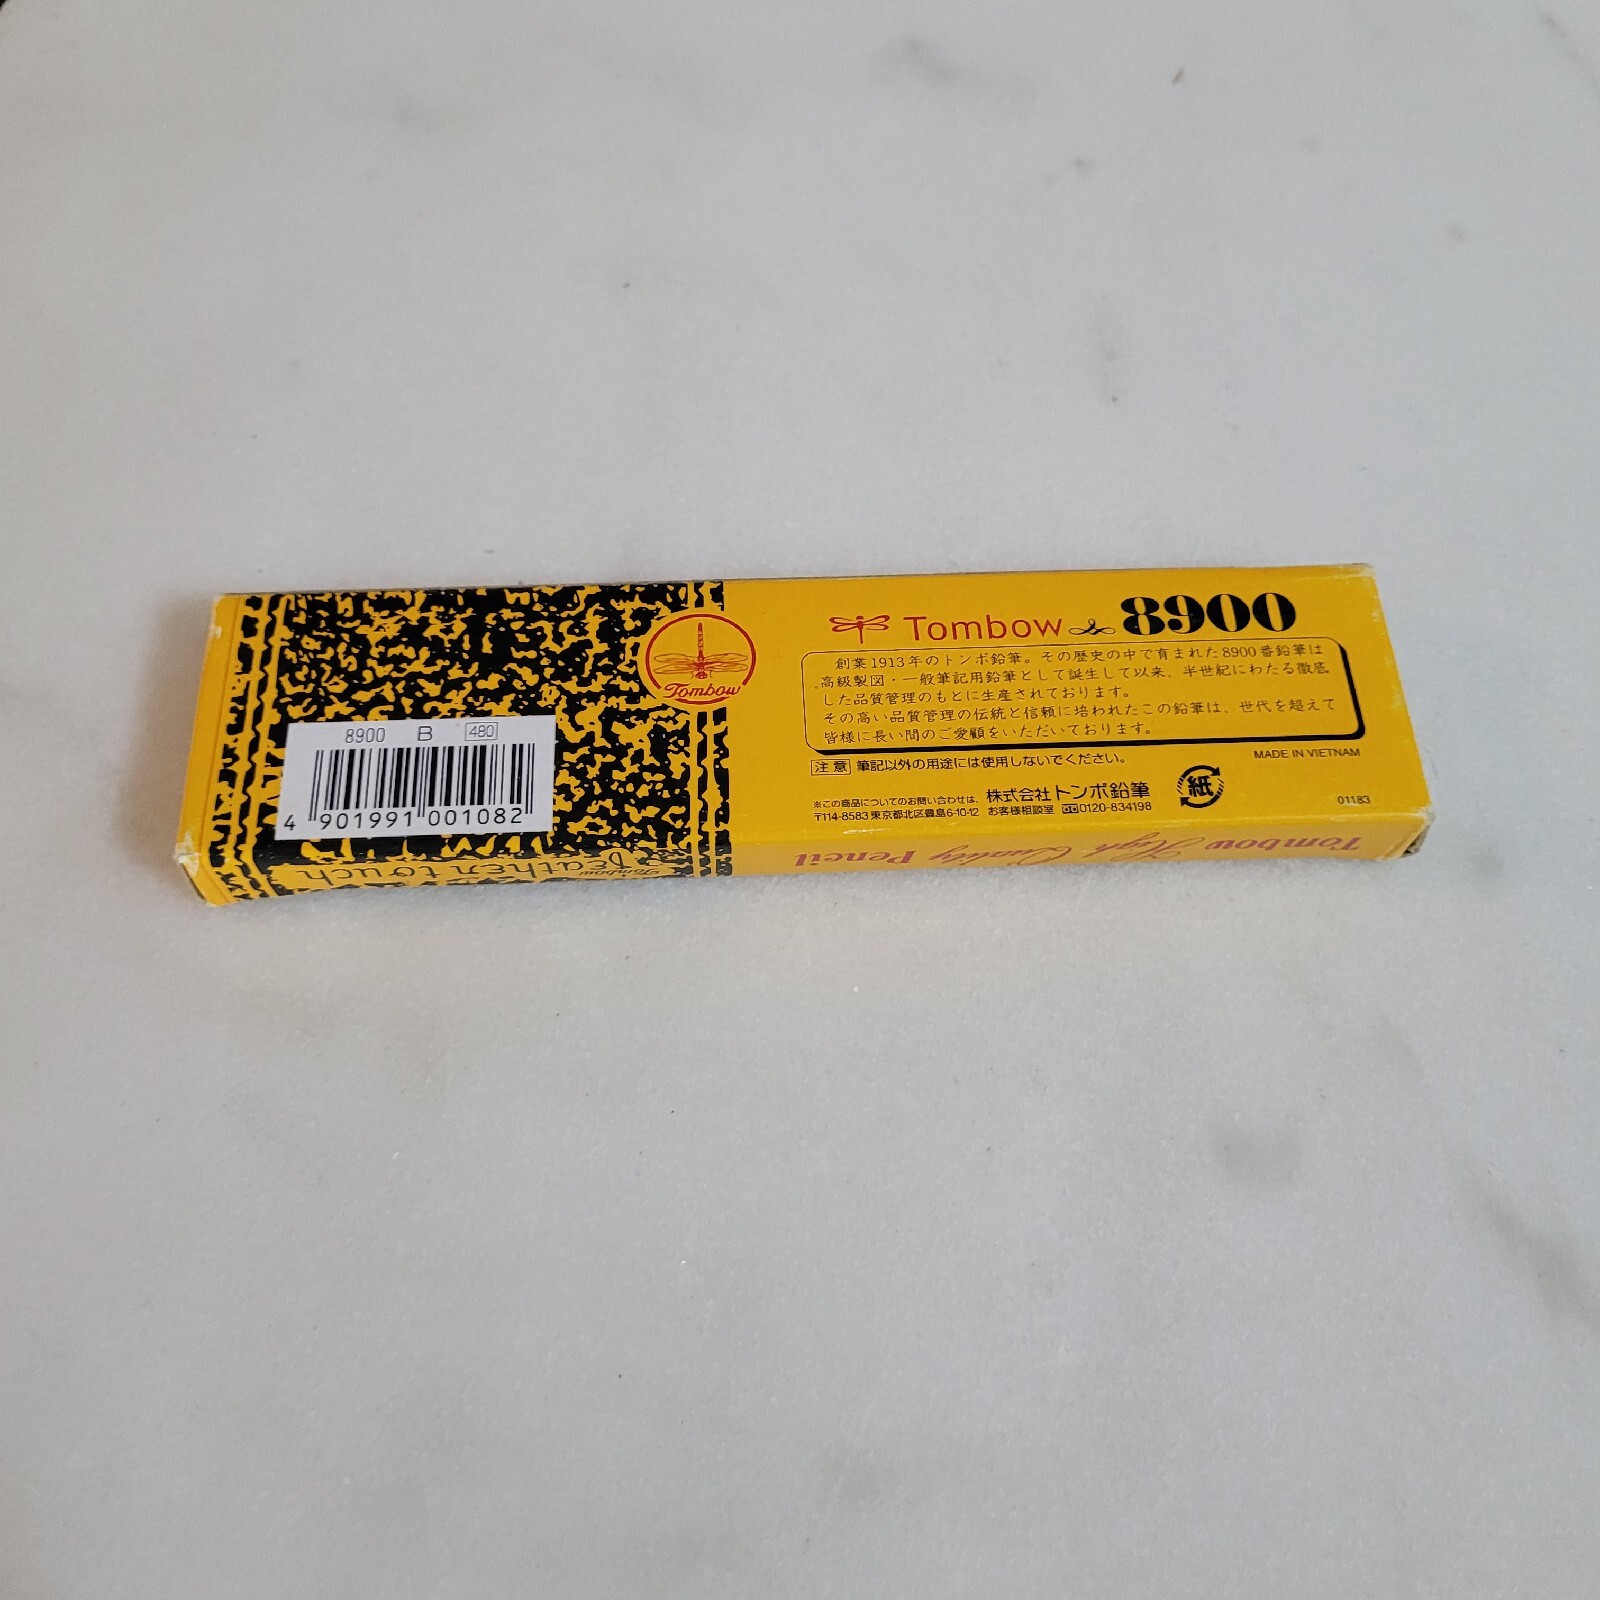 Tombow 8900
創業1913年のトンボ鉛筆。その歴史の中で育まれた8900番鉛筆は
高級製図・一般筆記用鉛筆として誕生して以来、半世紀にわたる徹底
した品質管理のもとに生産されております。
その高い品質管理の伝統と信頼に培われたこの鉛筆は、世代を超えて
皆様に長い間のご愛顧をいただいております。
注意 筆記以外の用途には使用しないでください。
MADE IN VIETNAM
※この商品についてのお問い合わせは、株式会社トンボ鉛筆
〒114-8583 東京都北区豊島6-10-12 お客様相談室 0120-834198
紙
01183
Tombow
8900 B 480
4 901991 001082
Tombow High Quality Pencil
Tombow
Leathern touch